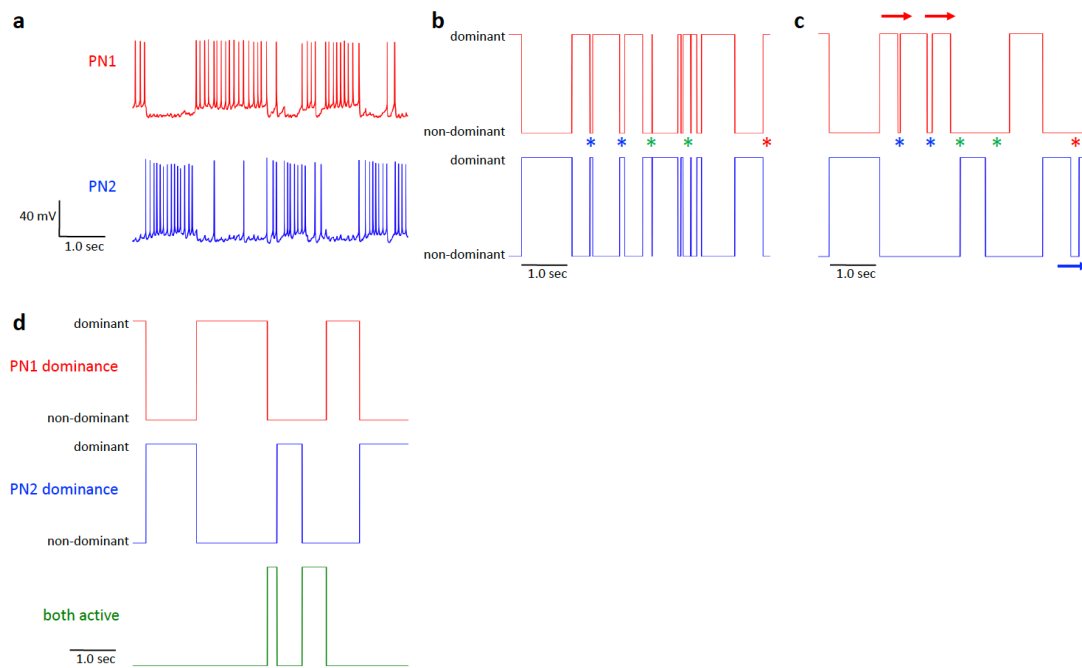 a
PN1
PN2
40 mV
1.0 sec
b
dominant
non-dominant
* * * * *
dominant
non-dominant
1.0 sec
c
* * * * *
1.0 sec
d
dominant
PN1 dominance
non-dominant
dominant
PN2 dominance
non-dominant
both active
1.0 sec